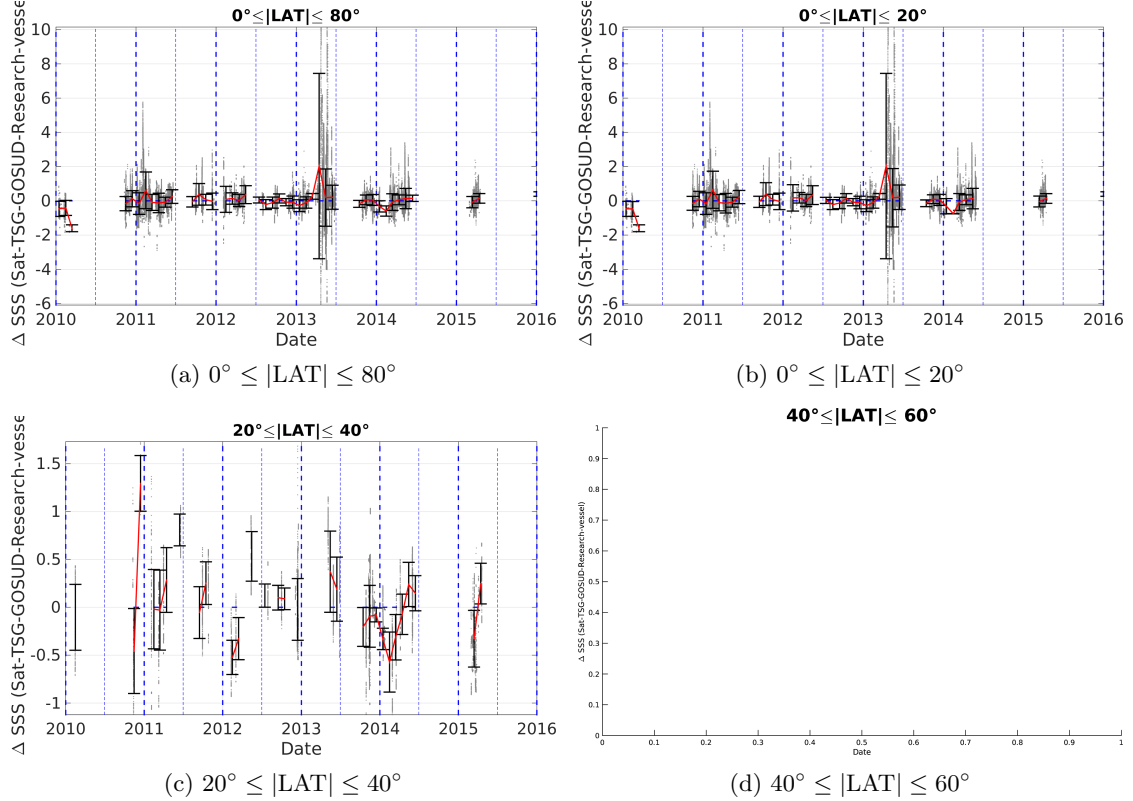 0°≤|LAT|≤ 80°
Δ SSS (Sat-TSG-GOSUD-Research-vesse
10
8
6
4
2
0
-2
-4
-6
2010 2011 2012 2013 2014 2015 2016
Date
(a) 0° ≤ |LAT| ≤ 80°
0°≤|LAT|≤ 20°
Δ SSS (Sat-TSG-GOSUD-Research-vesse
10
8
6
4
2
0
-2
-4
-6
2010 2011 2012 2013 2014 2015 2016
Date
(b) 0° ≤ |LAT| ≤ 20°
20°≤|LAT|≤ 40°
Δ SSS (Sat-TSG-GOSUD-Research-vesse
1.5
1
0.5
0
-0.5
-1
2010 2011 2012 2013 2014 2015 2016
Date
(c) 20° ≤ |LAT| ≤ 40°
40°≤|LAT|≤ 60°
Δ SSS (Sat-TSG-GOSUD-Research-vessel)
1
0.9
0.8
0.7
0.6
0.5
0.4
0.3
0.2
0.1
0
0 0.1 0.2 0.3 0.4 0.5 0.6 0.7 0.8 0.9 1
Date
(d) 40° ≤ |LAT| ≤ 60°